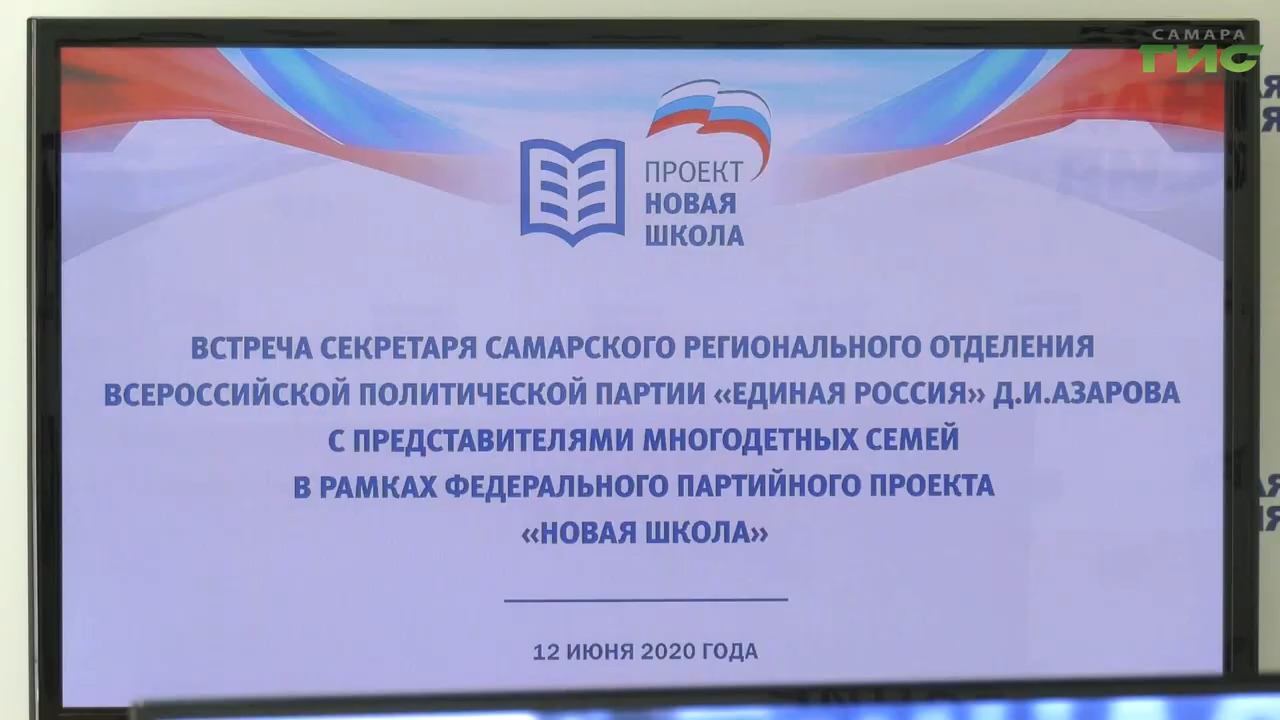 САМАРА
ГИС
ПРОЕКТ
НОВАЯ
ШКОЛА
ВСТРЕЧА СЕКРЕТАРЯ САМАРСКОГО РЕГИОНАЛЬНОГО ОТДЕЛЕНИЯ
ВСЕРОССИЙСКОЙ ПОЛИТИЧЕСКОЙ ПАРТИИ «ЕДИНАЯ РОССИЯ» Д.И.АЗАРОВА
С ПРЕДСТАВИТЕЛЯМИ МНОГОДЕТНЫХ СЕМЕЙ
В РАМКАХ ФЕДЕРАЛЬНОГО ПАРТИЙНОГО ПРОЕКТА
«НОВАЯ ШКОЛА»
12 ИЮНЯ 2020 ГОДА